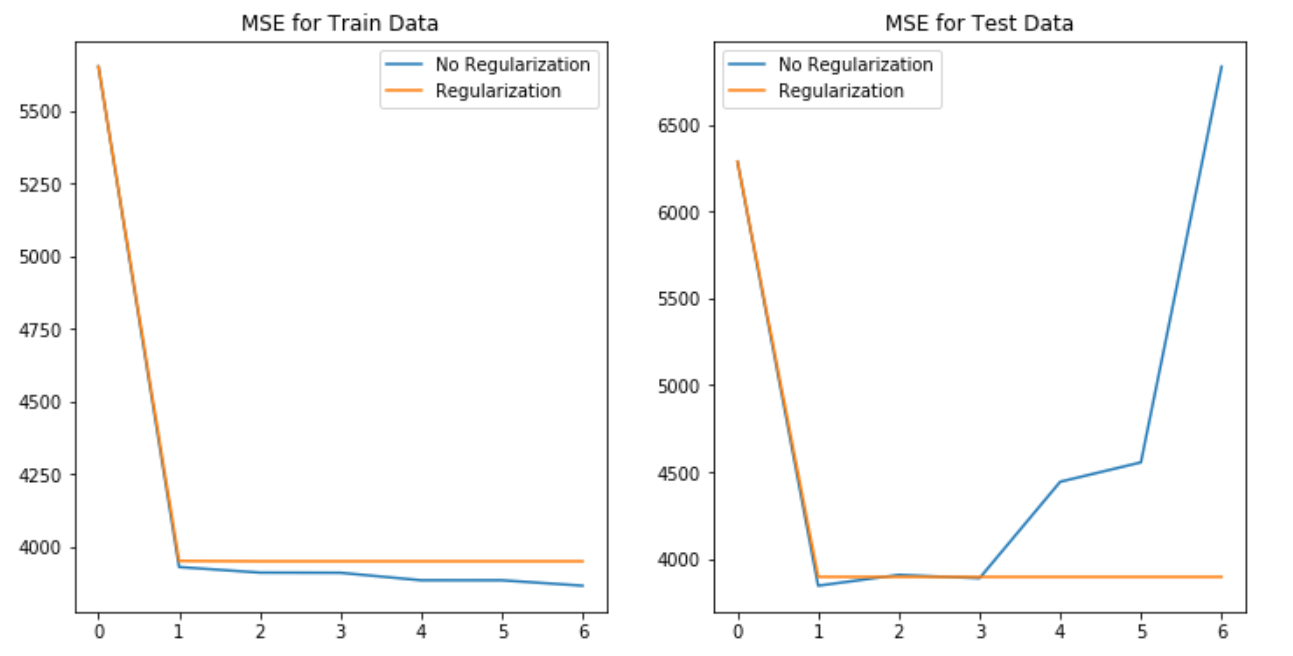 MSE for Train Data
No Regularization
Regularization
5500
5250
5000
4750
4500
4250
4000
0 1 2 3 4 5 6
MSE for Test Data
No Regularization
Regularization
6500
6000
5500
5000
4500
4000
0 1 2 3 4 5 6